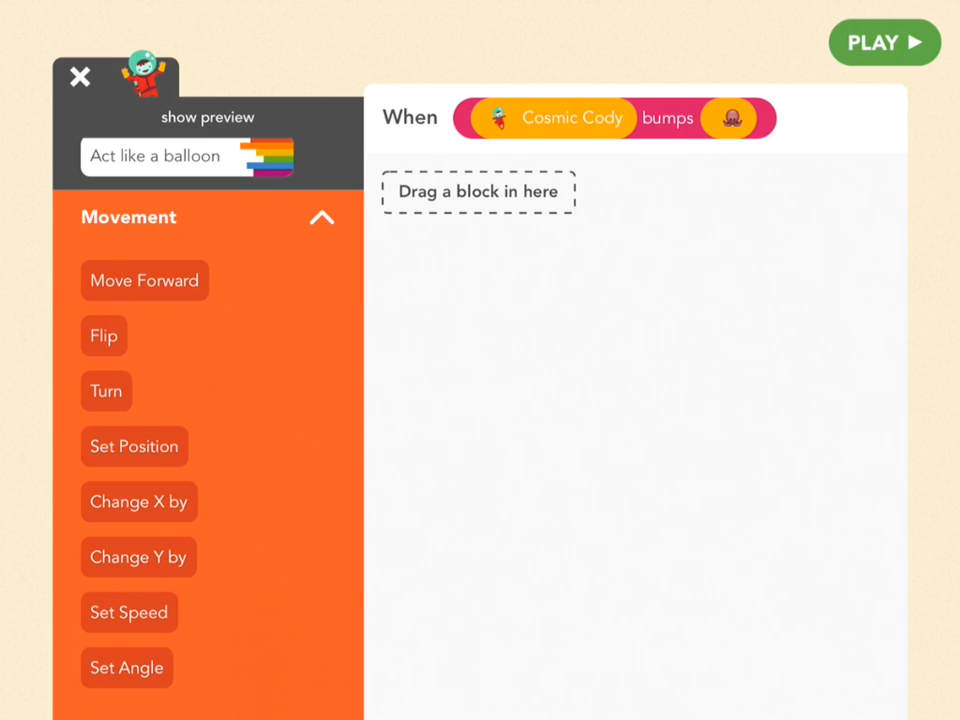 PLAY
show preview
Act like a balloon
When Cosmic Cody bumps
Drag a block in here
Movement
Move Forward
Flip
Turn
Set Position
Change X by
Change Y by
Set Speed
Set Angle